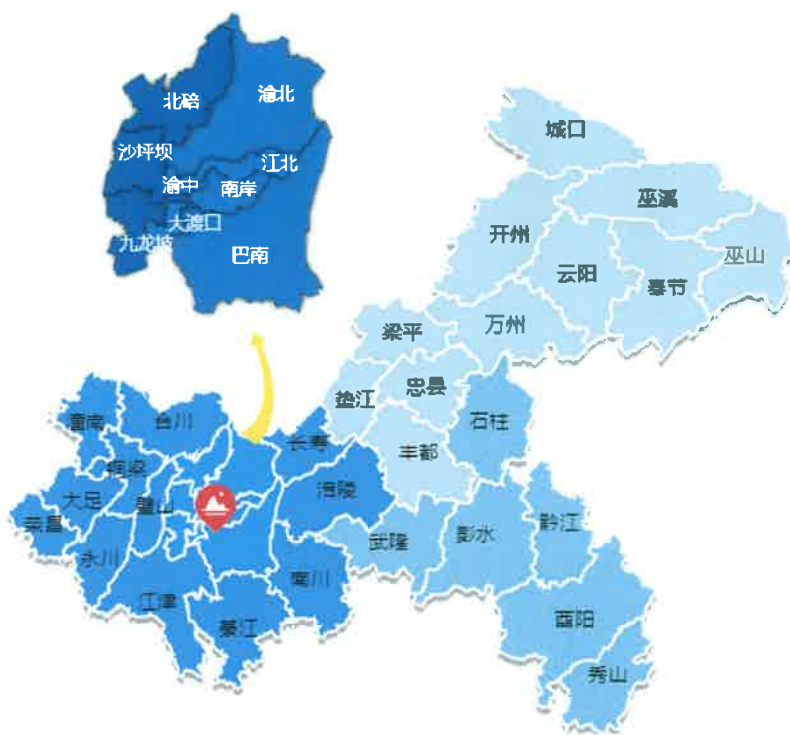 北碚
渝北
沙坪坝
江北
渝中
南岸
大渡口
九龙坡
巴南
城口
巫溪
开州
巫山
云阳
奉节
万州
梁平
忠县
垫江
石柱
潼南
合川
长寿
丰都
铜梁
涪陵
大足
璧山
荣昌
黔江
彭水
武隆
永川
南川
江津
酉阳
綦江
秀山